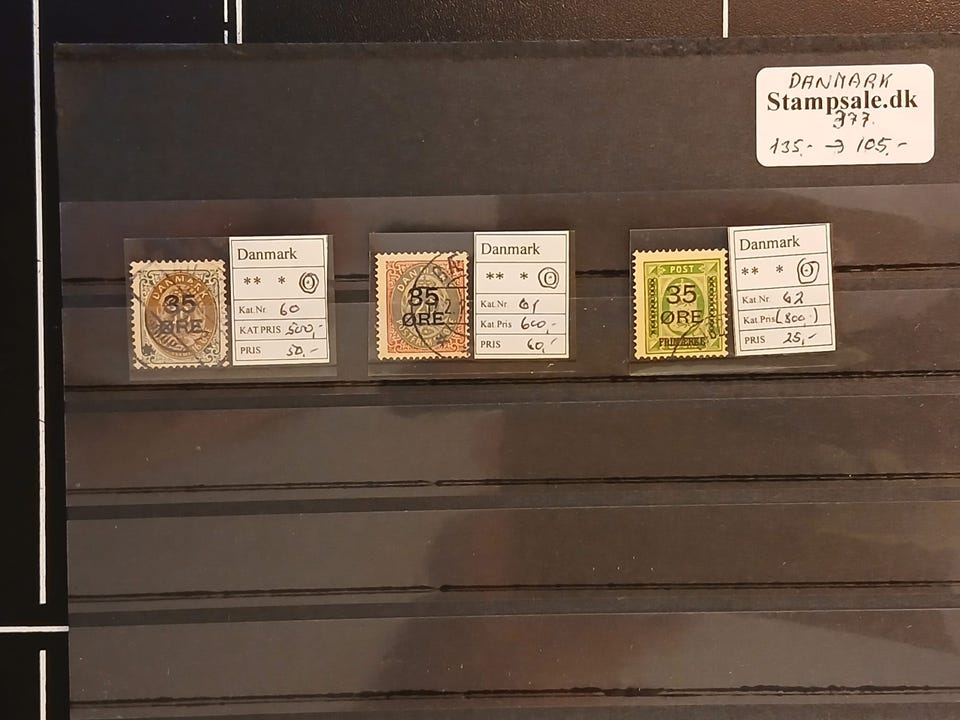 DANMARK
Stampsale.dk
377.
135,- → 105,-
DANMARK
35
ØRE
Danmark
** * ⊙
Kat.Nr. 60
KAT PRIS 500,-
PRIS 50,-
35
ØRE
Danmark
** * ⊙
Kat.Nr 61
Kat Pris 600,-
PRIS 60,-
POST
35
ØRE
FRIMÆRKE
Danmark
** * ⊙
Kat.Nr. 62
Kat Pris (800,-)
PRIS 25,-